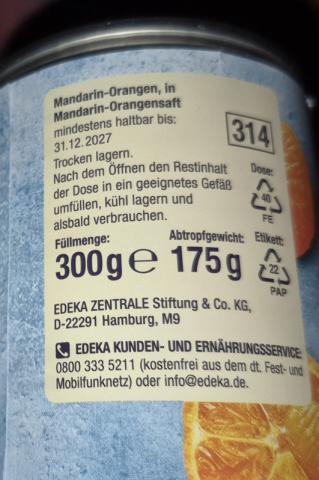 Mandarin-Orangen, in
Mandarin-Orangensaft
mindestens haltbar bis:
31.12.2027
314
Trocken lagern.
Nach dem Öffnen den Restinhalt
der Dose in ein geeignetes Gefäß
umfüllen, kühl lagern und
alsbald verbrauchen.
Dose:
40
FE
Füllmenge:
300g℮
Abtropfgewicht:
175g
Etikett:
22
PAP
EDEKA ZENTRALE Stiftung & Co. KG,
D-22291 Hamburg, M9
EDEKA KUNDEN- UND ERNÄHRUNGSSERVICE:
0800 333 5211 (kostenfrei aus dem dt. Fest- und
Mobilfunknetz) oder info@edeka.de.